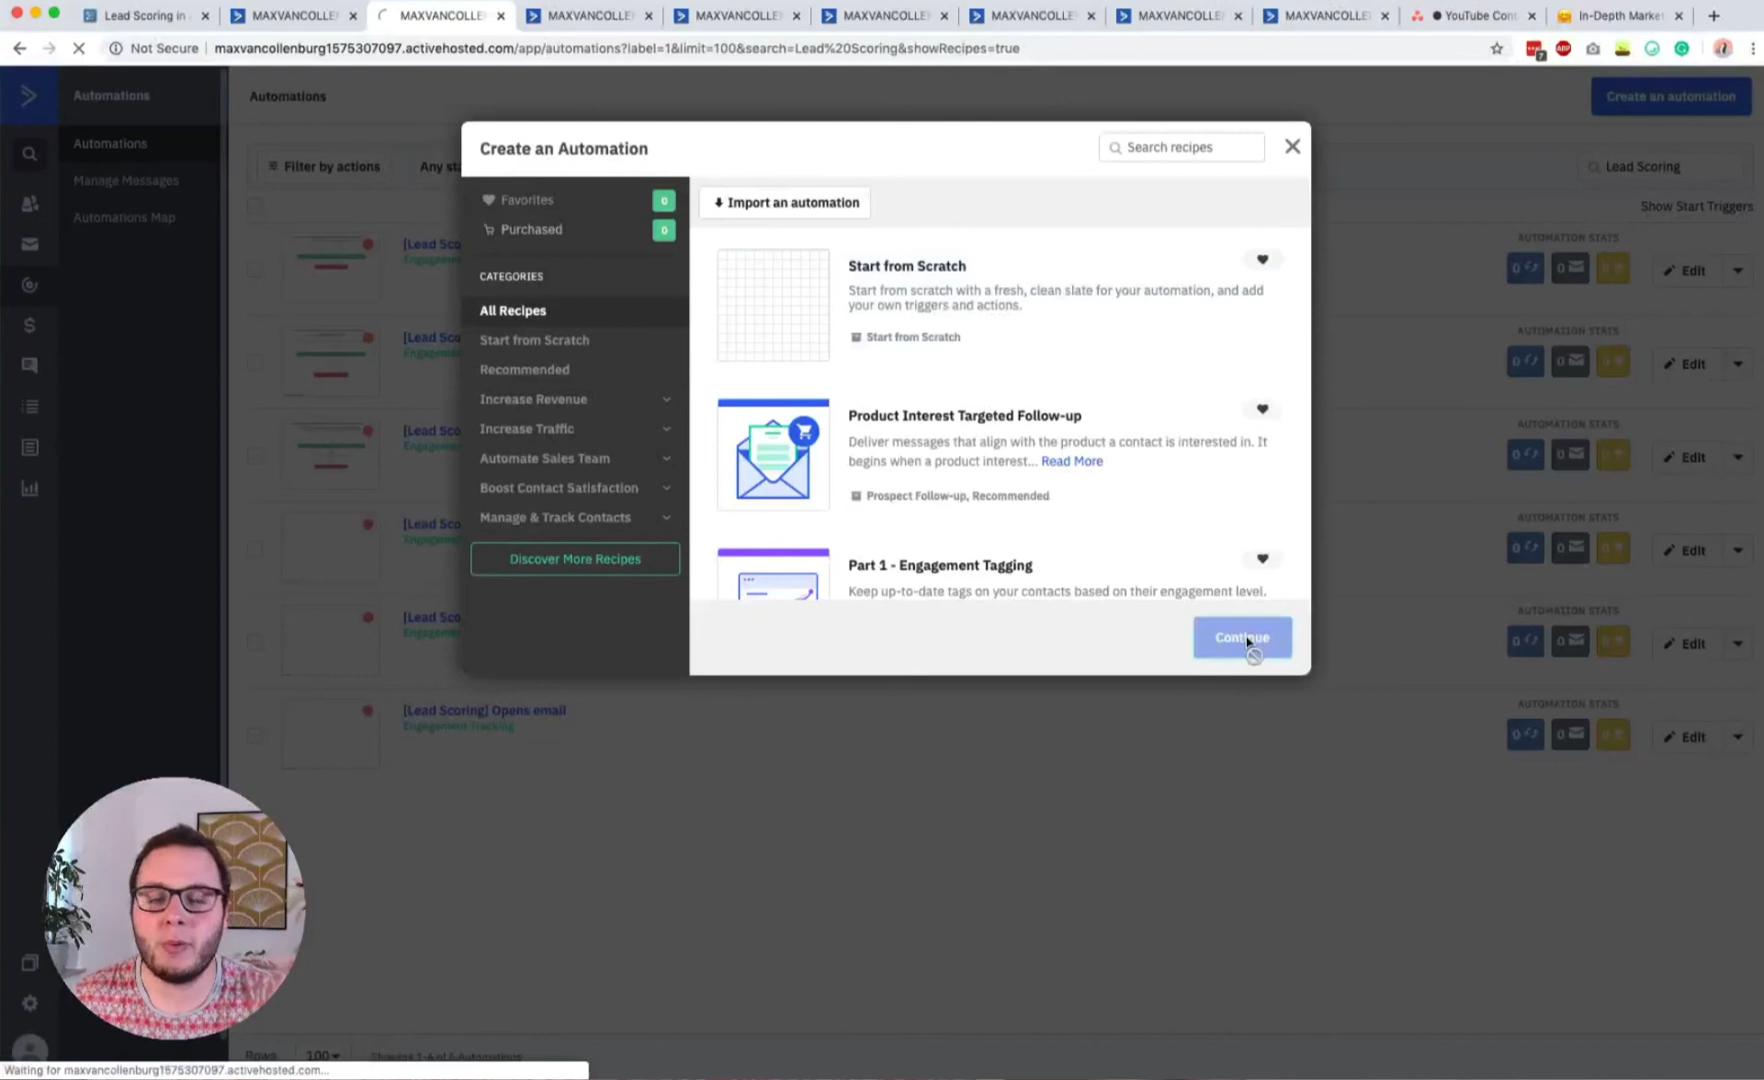 Lead Scoring in
MAXVANCOLLE
MAXVANCOLLE
MAXVANCOLLE
MAXVANCOLLE
MAXVANCOLLE
MAXVANCOLLE
MAXVANCOLLE
MAXVANCOLLE
YouTube Cont
In-Depth Market
Not Secure
maxvancollenburg1575307097.activehosted.com/app/automations?label=1&limit=100&search=Lead%20Scoring&showRecipes=true
ABP
Automations
Automations
Create an automation
Automations
Manage Messages
Automations Map
Filter by actions
Any sta
Lead Scoring
Show Start Triggers
Create an Automation
Search recipes
Favorites
0
Purchased
0
CATEGORIES
All Recipes
Start from Scratch
Recommended
Increase Revenue
Increase Traffic
Automate Sales Team
Boost Contact Satisfaction
Manage & Track Contacts
Discover More Recipes
Import an automation
Start from Scratch
Start from scratch with a fresh, clean slate for your automation, and add
your own triggers and actions.
Start from Scratch
Product Interest Targeted Follow-up
Deliver messages that align with the product a contact is interested in. It
begins when a product interest... Read More
Prospect Follow-up, Recommended
Part 1 - Engagement Tagging
Keep up-to-date tags on your contacts based on their engagement level.
Continue
[Lead Sco
Engagement
AUTOMATION STATS
0
0
Edit
[Lead Sco
Engagement
AUTOMATION STATS
0
0
Edit
[Lead Sco
Engagement
AUTOMATION STATS
0
0
Edit
[Lead Sco
Engagement
AUTOMATION STATS
0
0
Edit
[Lead Sco
Engagement
AUTOMATION STATS
0
0
Edit
[Lead Scoring] Opens email
Engagement Tracking
AUTOMATION STATS
0
0
Edit
Rows
100
Showing 1-6 of 6 Automations
Waiting for maxvancollenburg1575307097.activehosted.com...